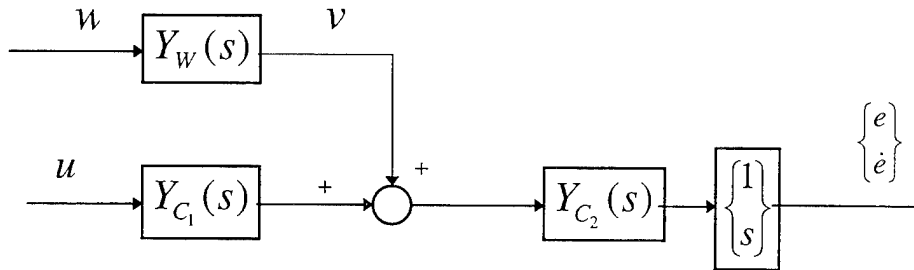 w
v
Y_W(s)
{e
ė}
u
+
+
Y_{C_1}(s)
Y_{C_2}(s)
{1
s}